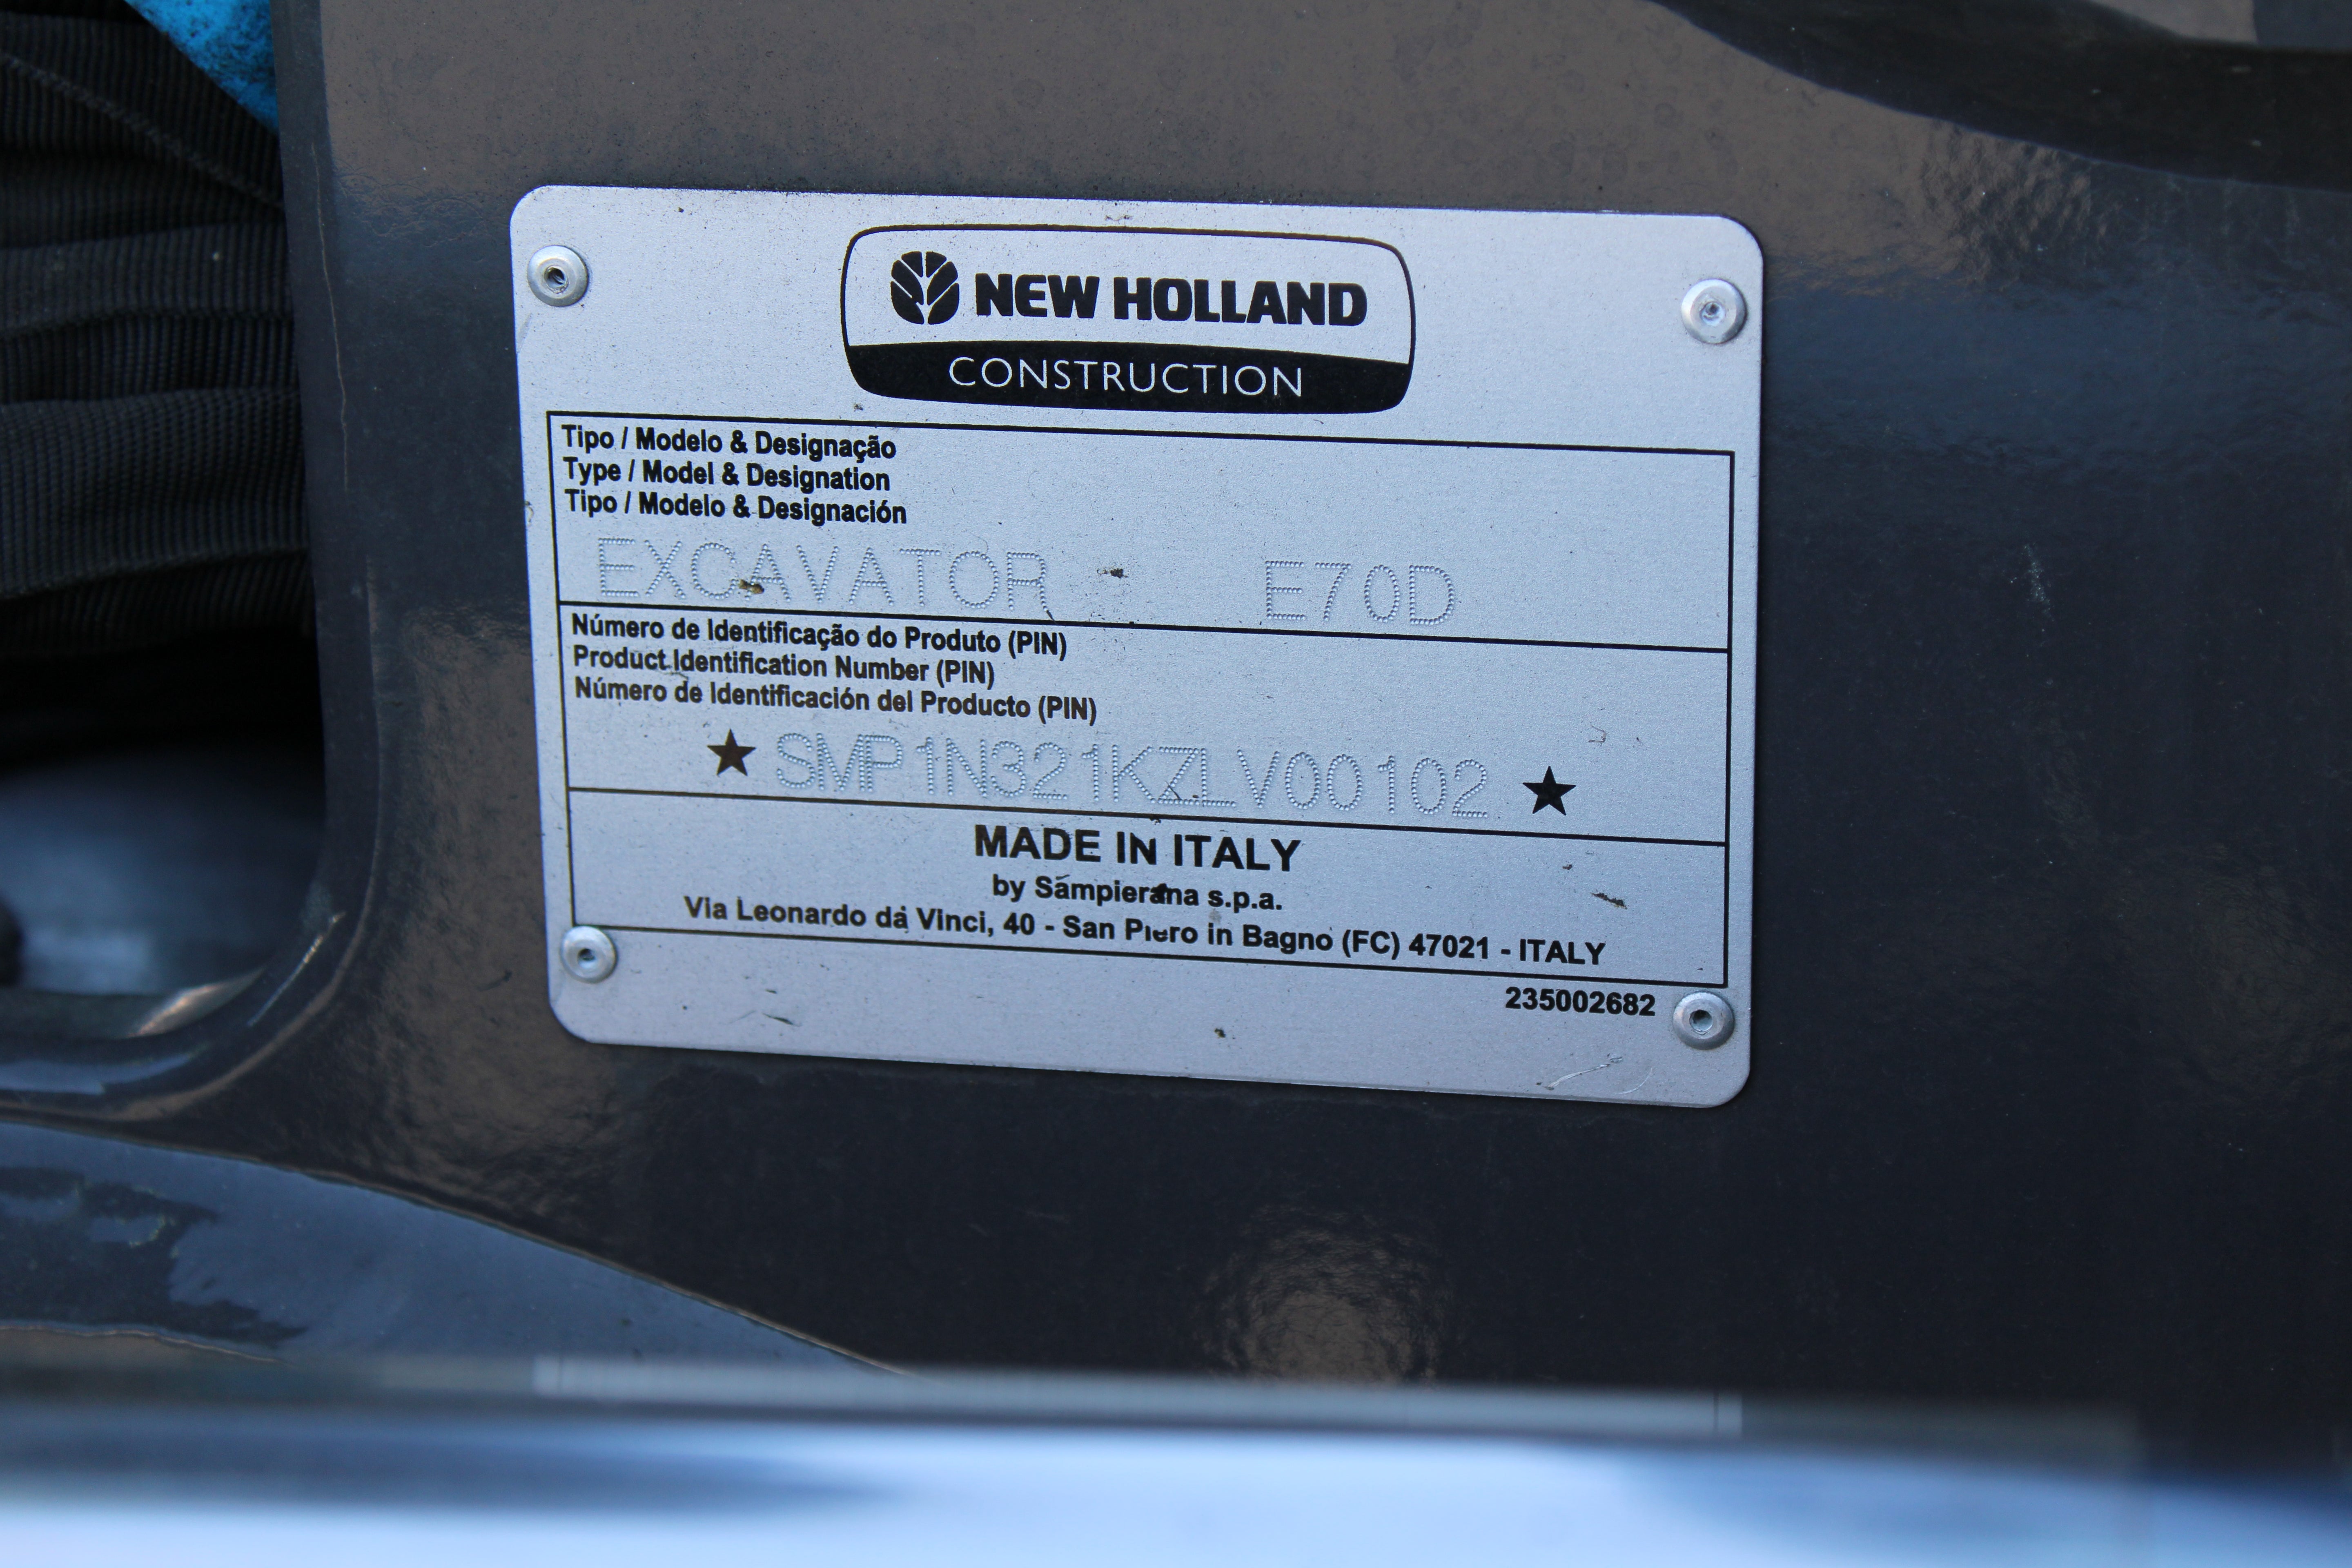 NEW HOLLAND
CONSTRUCTION
Tipo / Modelo & Designação
Type / Model & Designation
Tipo / Modelo & Designación
EXCAVATOR E70D
Número de Identificação do Produto (PIN)
Product Identification Number (PIN)
Número de Identificación del Producto (PIN)
★ SMP1N321KZLV00102 ★
MADE IN ITALY
by Sampierana s.p.a.
Via Leonardo da Vinci, 40 - San Piero in Bagno (FC) 47021 - ITALY
235002682